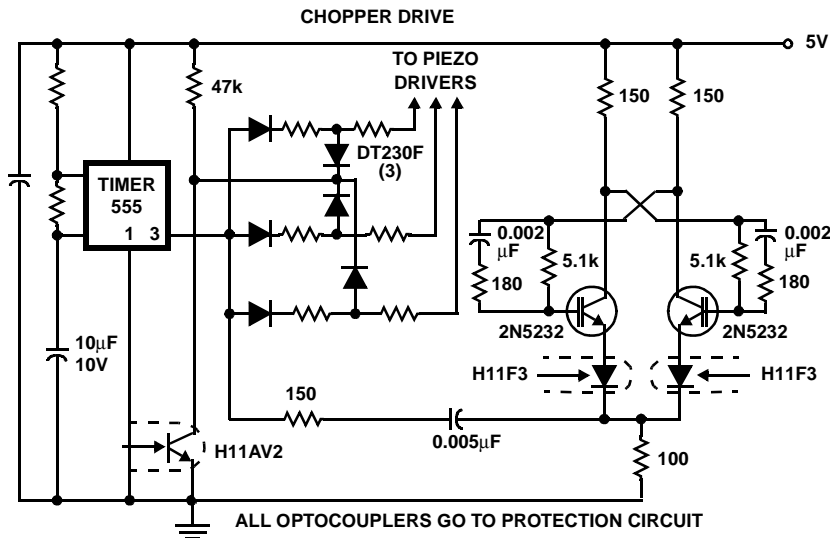 CHOPPER DRIVE
5V
TO PIEZO
DRIVERS
47k
150
150
DT230F
(3)
TIMER
555
1 3
0.002
μF
5.1k
180
0.002
μF
5.1k
180
2N5232
2N5232
10μF
10V
H11F3
H11F3
150
0.005μF
H11AV2
100
ALL OPTOCOUPLERS GO TO PROTECTION CIRCUIT